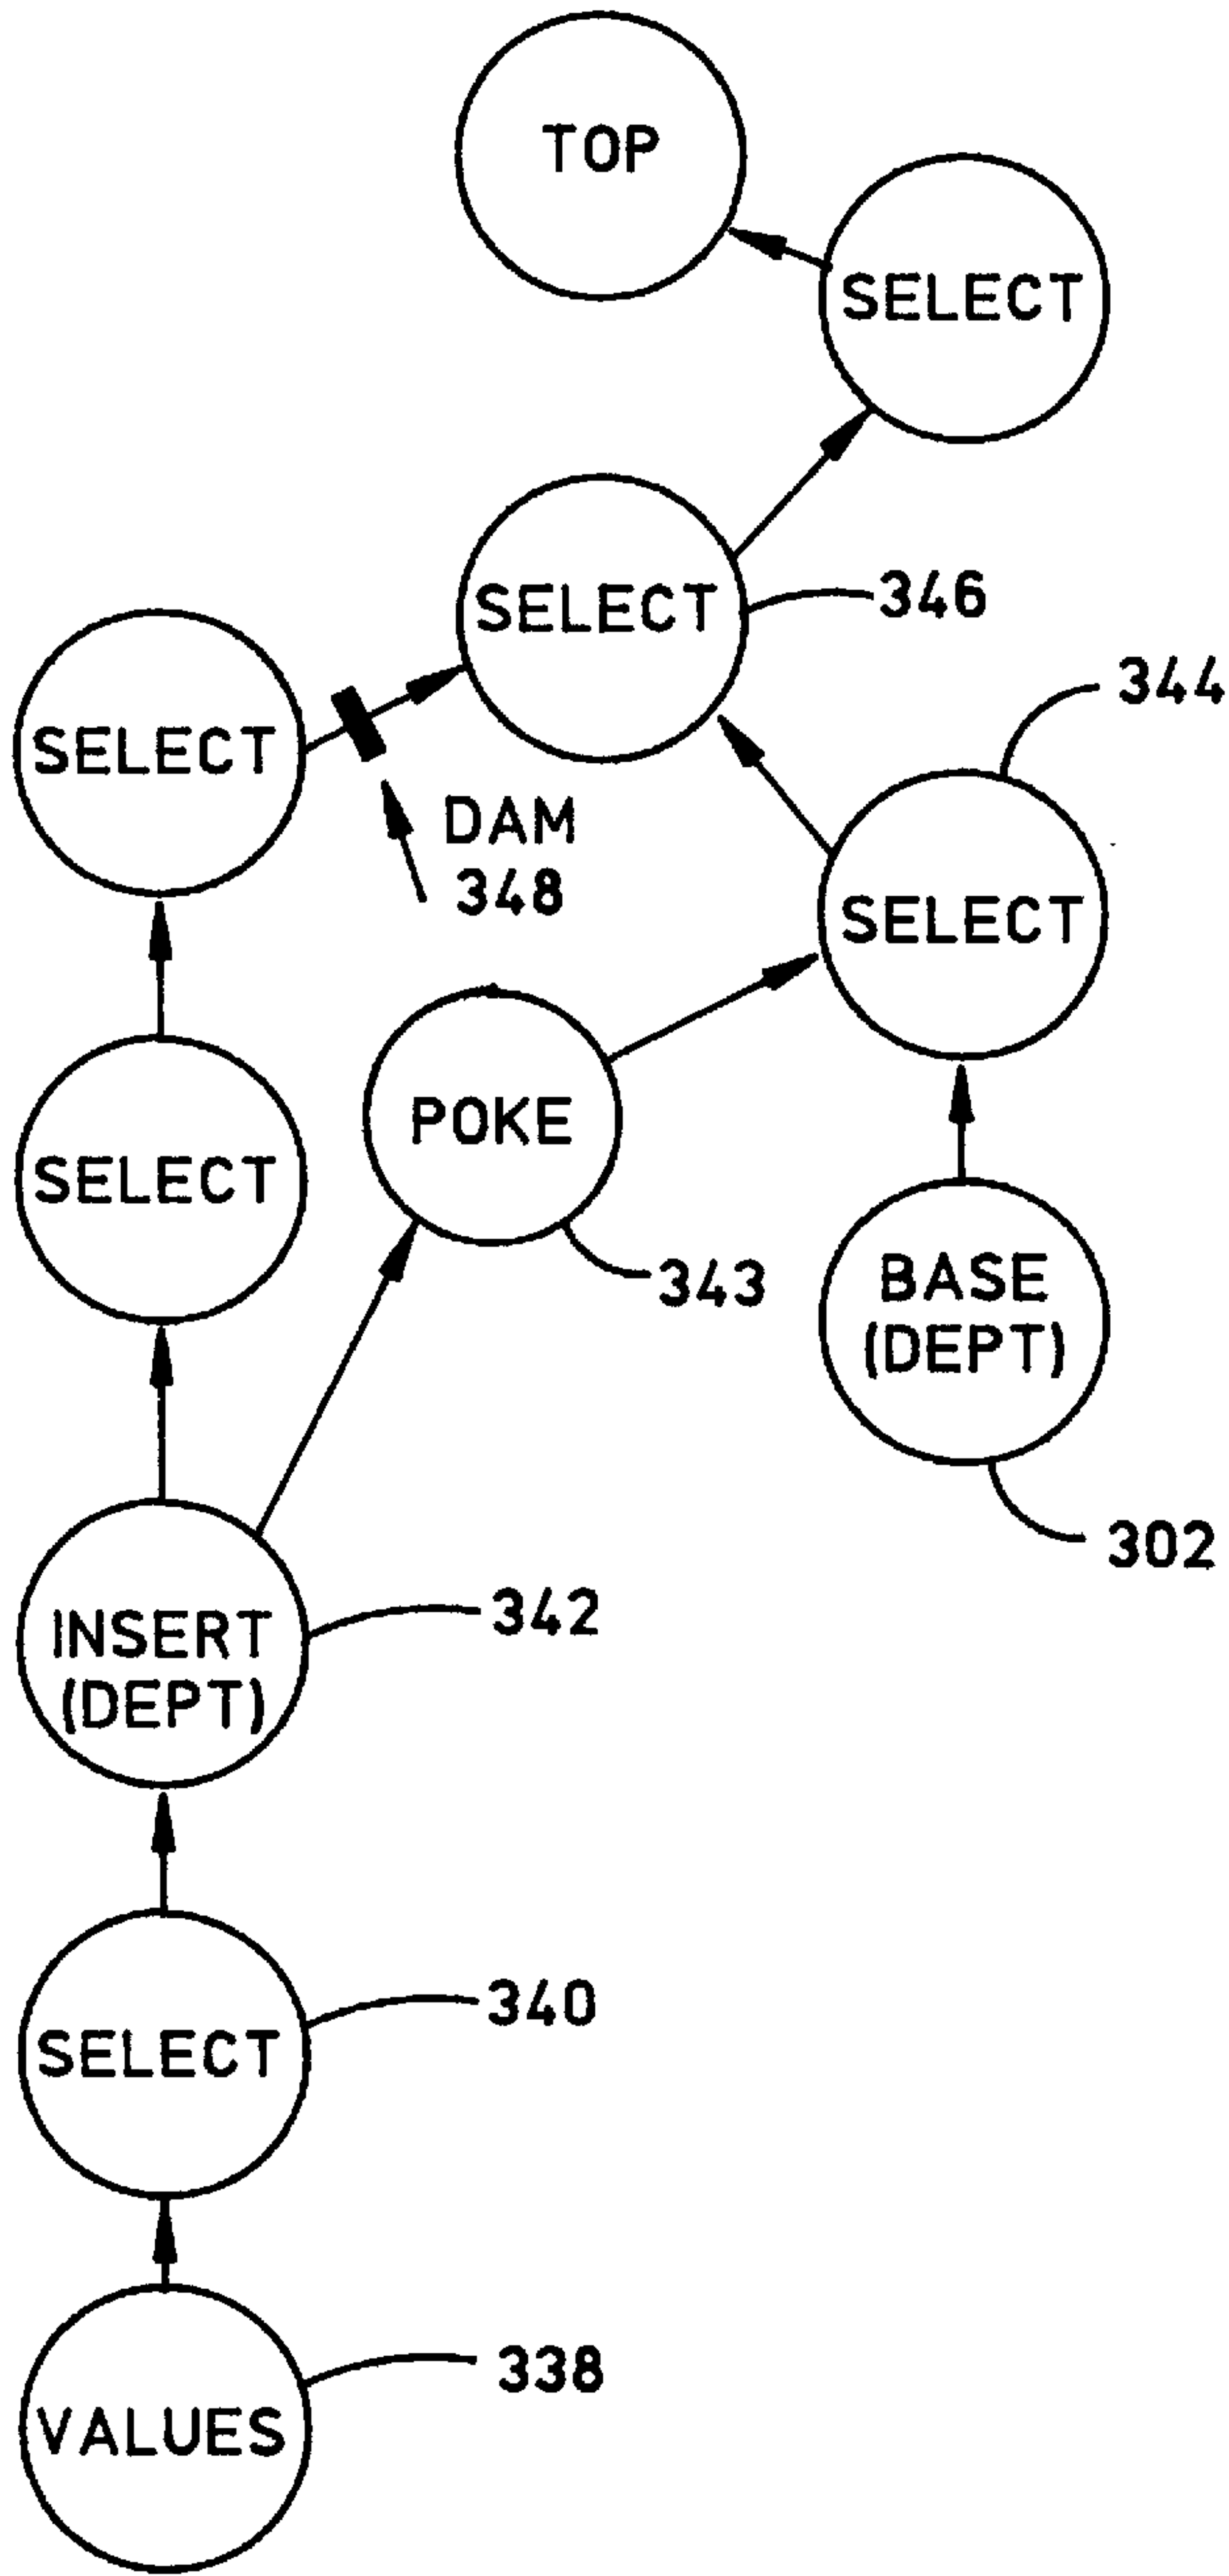 TOP
SELECT
SELECT
346
344
SELECT
DAM
348
SELECT
POKE
SELECT
343
BASE
(DEPT)
302
INSERT
(DEPT)
342
340
SELECT
338
VALUES